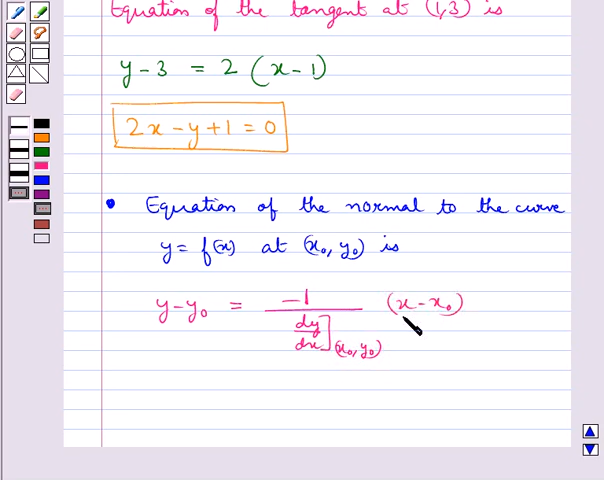 Equation of the tangent at (1,3) is
y-3 = 2 (x-1)
2x-y+1=0
• Equation of the normal to the curve
y= f(x) at (x₀, y₀) is
y-y₀ = -1 / dy/dx](x₀, y₀) (x-x₀)